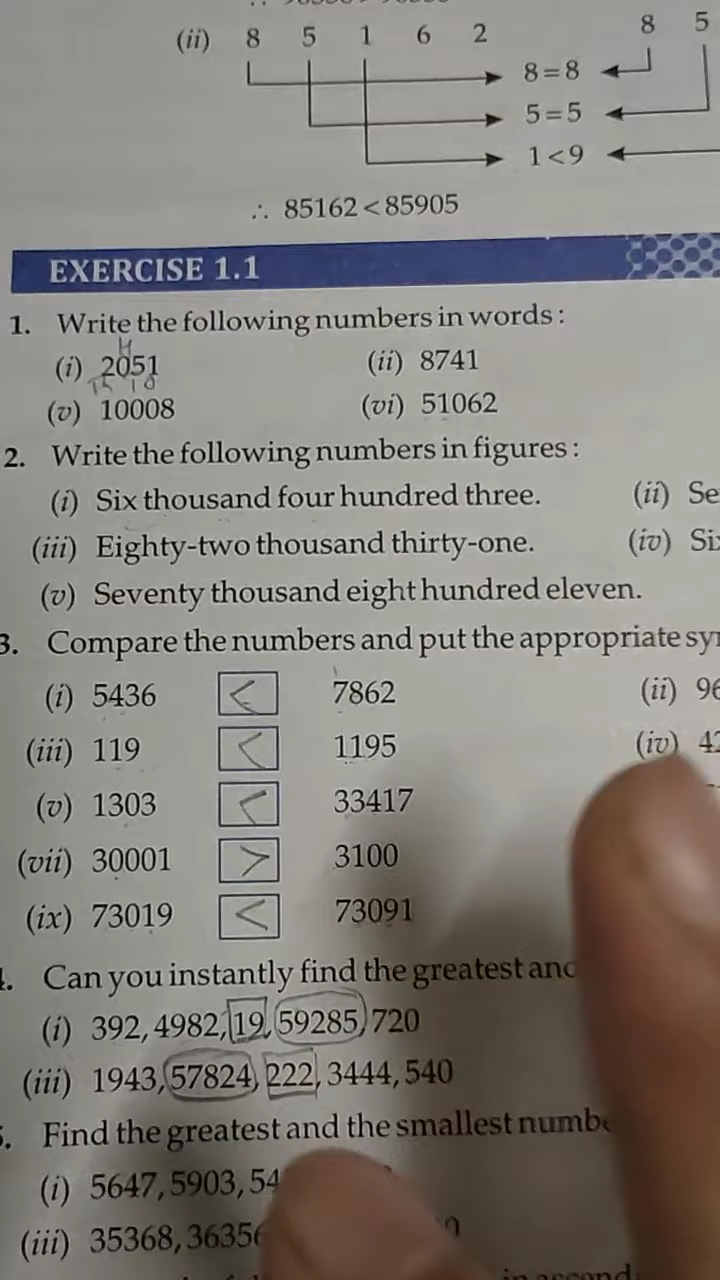 (ii) 8 5 1 6 2 8 5
8=8
5=5
1<9
∴ 85162<85905
EXERCISE 1.1
1. Write the following numbers in words:
(i) 2051 (ii) 8741
(v) 10008 (vi) 51062
2. Write the following numbers in figures:
(i) Six thousand four hundred three. (ii) Se
(iii) Eighty-two thousand thirty-one. (iv) Si
(v) Seventy thousand eight hundred eleven.
3. Compare the numbers and put the appropriate sy
(i) 5436 < 7862 (ii) 96
(iii) 119 < 1195 (iv) 42
(v) 1303 < 33417
(vii) 30001 > 3100
(ix) 73019 < 73091
. Can you instantly find the greatest and
(i) 392, 4982, 19, 59285, 720
(iii) 1943, 57824, 222, 3444, 540
. Find the greatest and the smallest numbe
(i) 5647, 5903, 54
(iii) 35368, 3635